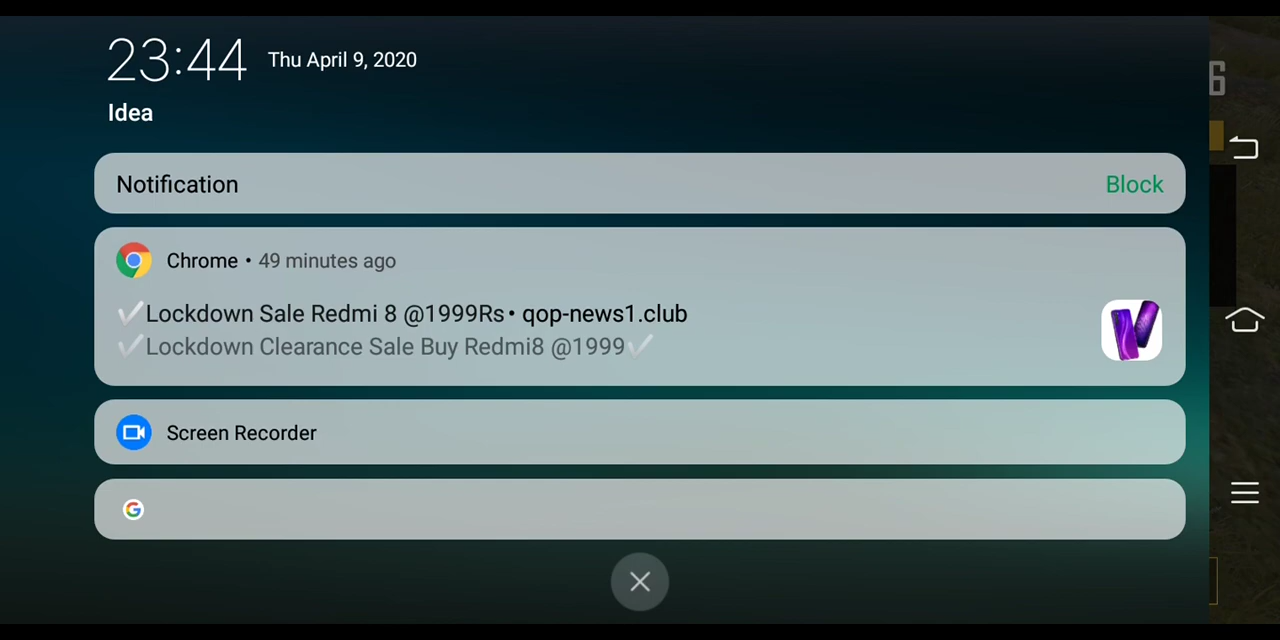 23:44 Thu April 9, 2020
6
Idea
Notification Block
Chrome • 49 minutes ago
✓Lockdown Sale Redmi 8 @1999Rs • qop-news1.club
✓Lockdown Clearance Sale Buy Redmi8 @1999✓
Screen Recorder
G